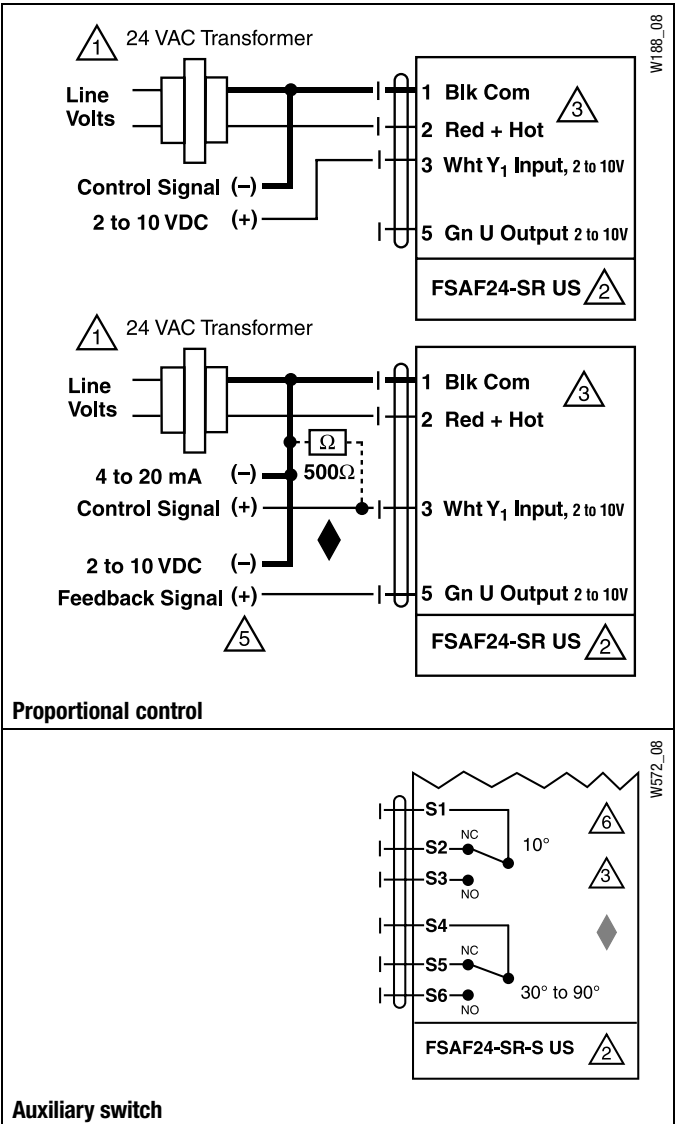 W188_08
1 24 VAC Transformer
Line
Volts
Control Signal (–)
2 to 10 VDC (+)
1 Blk Com
3
2 Red + Hot
3 Wht Y1 Input, 2 to 10V
5 Gn U Output 2 to 10V
FSAF24-SR US 2
1 24 VAC Transformer
Line
Volts
Ω
500Ω
4 to 20 mA (–)
Control Signal (+)
2 to 10 VDC (–)
Feedback Signal (+)
5
1 Blk Com
3
2 Red + Hot
3 Wht Y1 Input, 2 to 10V
5 Gn U Output 2 to 10V
FSAF24-SR US 2
Proportional control
W572_08
S1
6
S2 NC 10°
S3 NO
3
S4
S5 NC
S6 NO 30° to 90°
FSAF24-SR-S US 2
Auxiliary switch